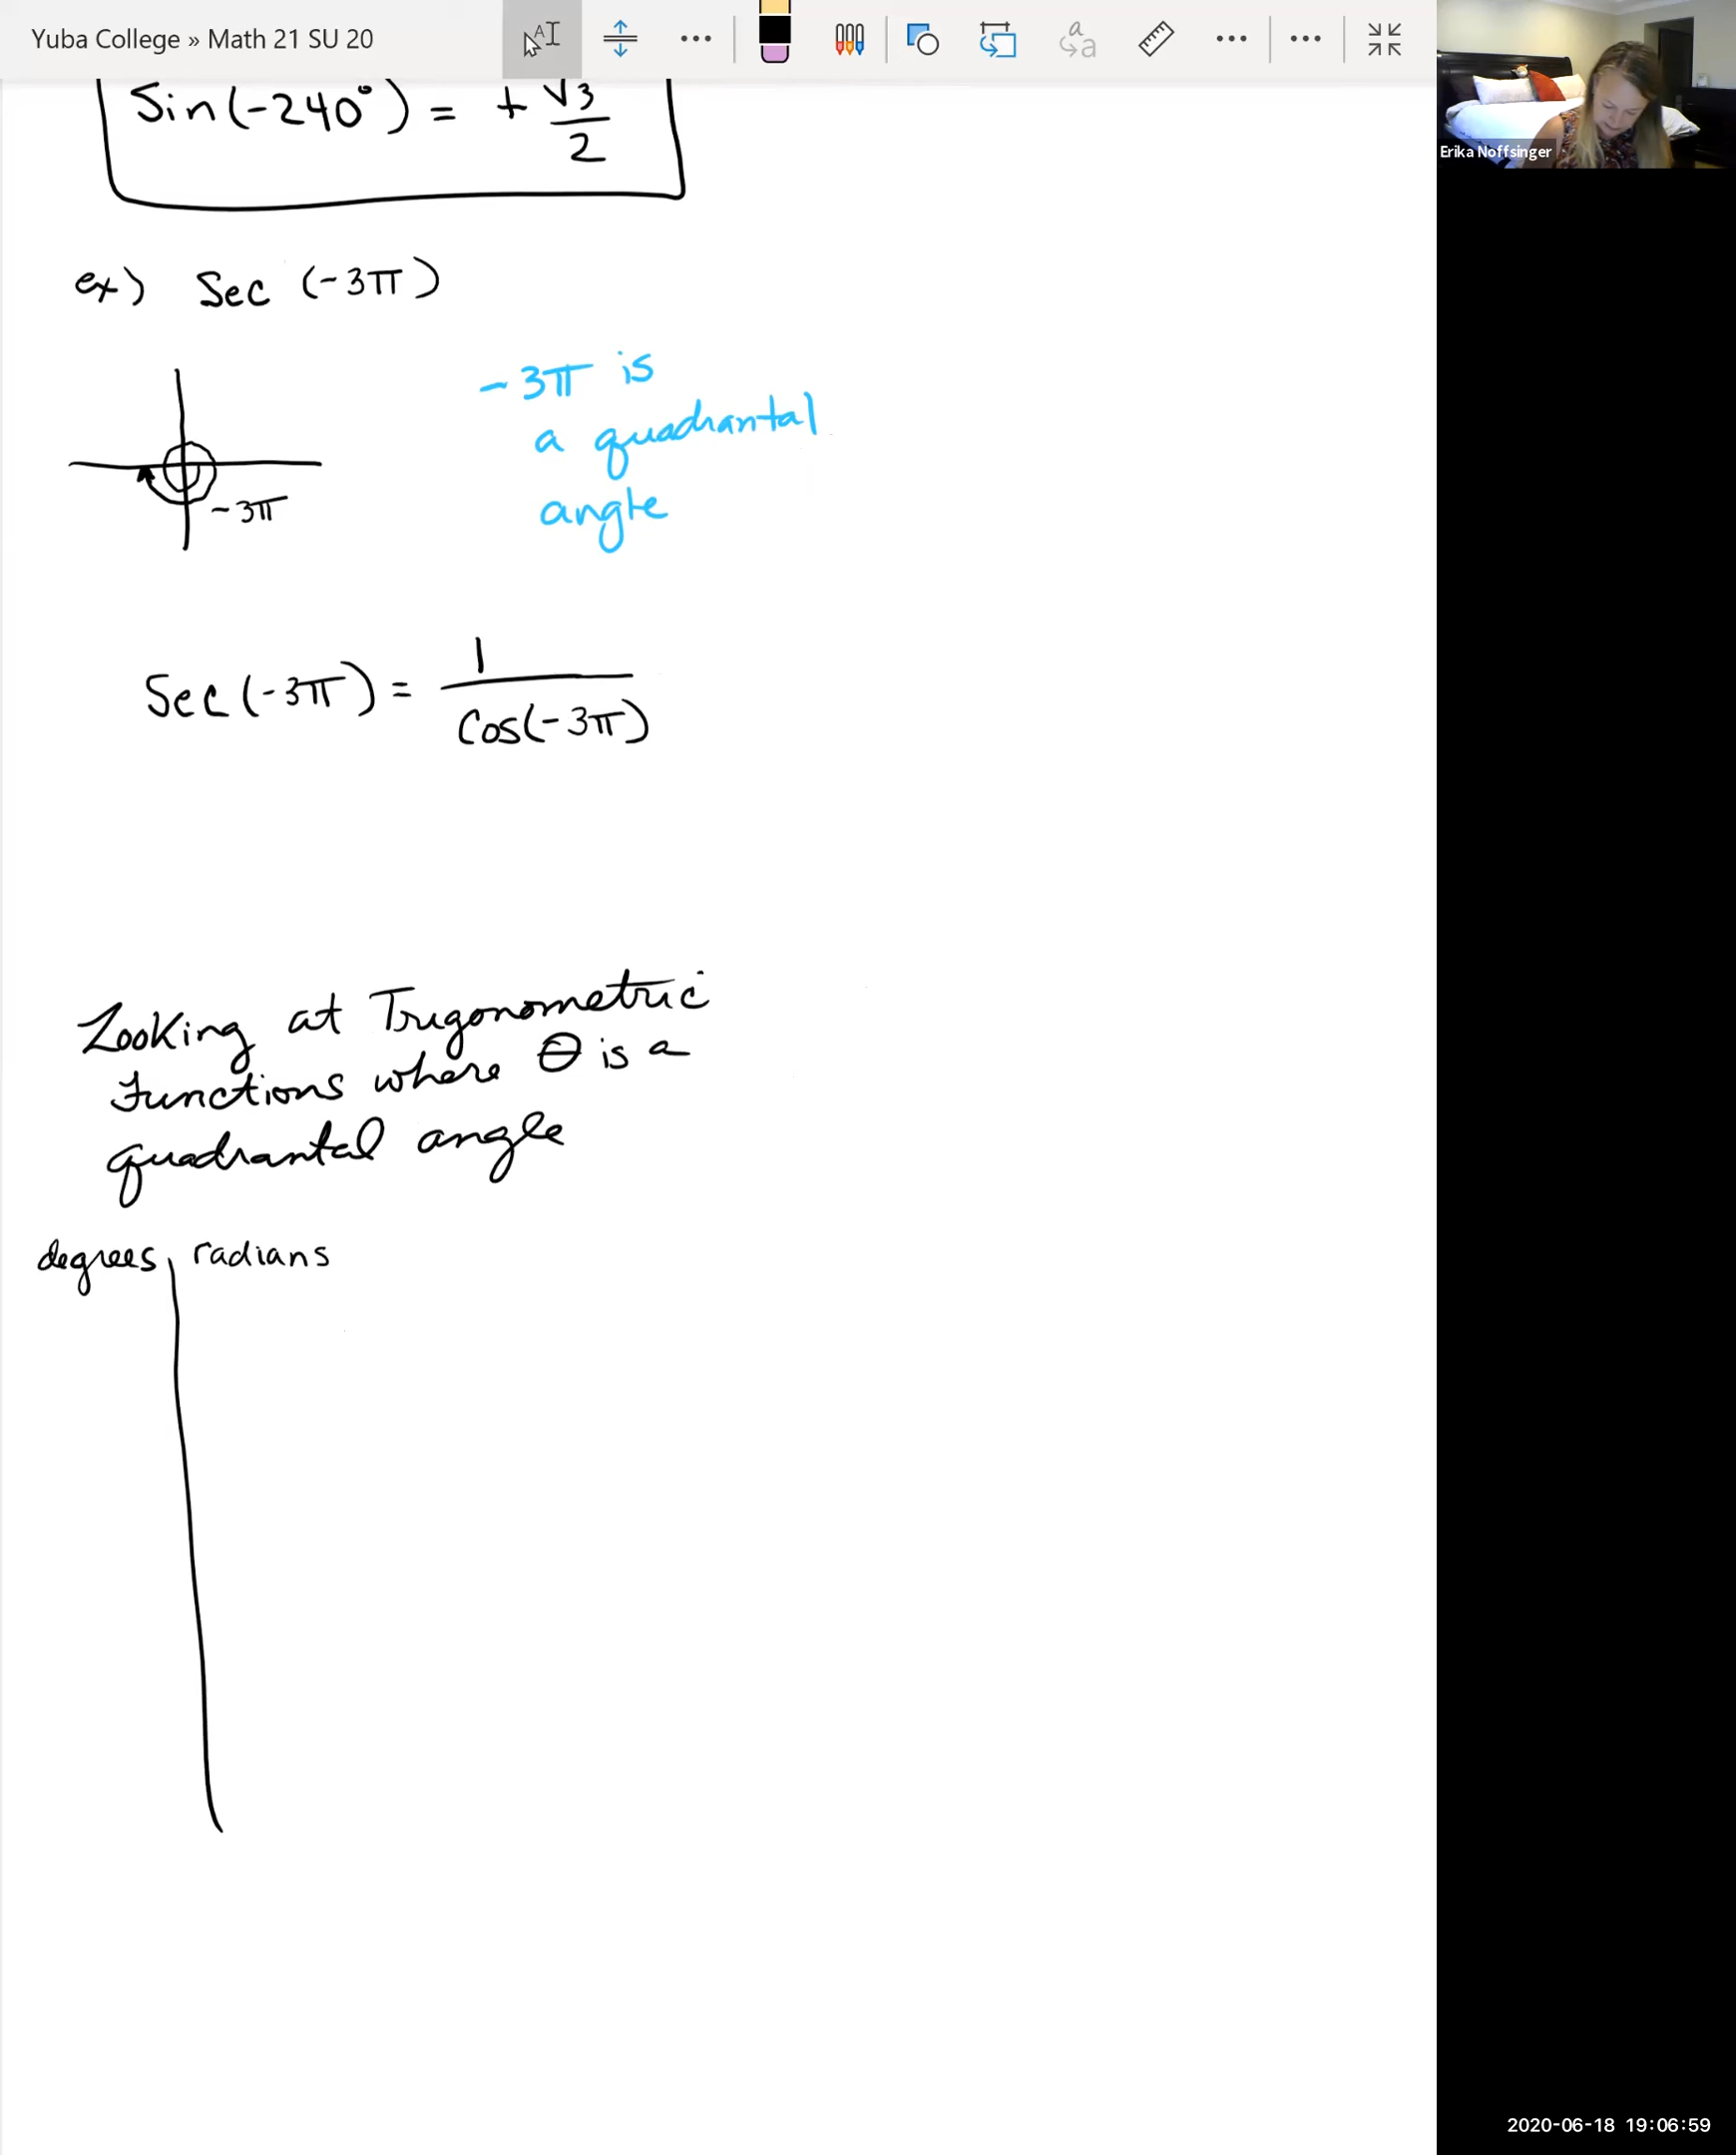 Yuba College » Math 21 SU 20
Sin(-240°) = + √3/2
Erika Noffsinger
ex) Sec (-3π)
-3π is
a quadrantal
angle
-3π
Sec(-3π) = 1/Cos(-3π)
Looking at Trigonometric
Functions where θ is a
quadrantal angle
degrees radians
2020-06-18 19:06:59